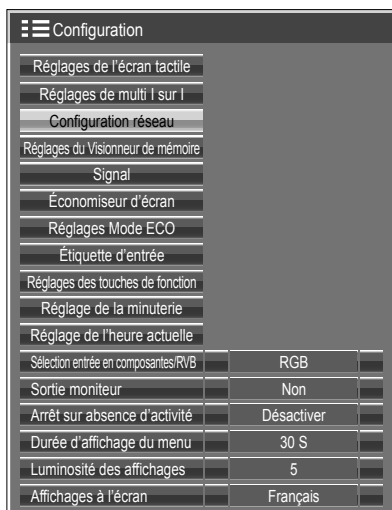 Configuration
Réglages de l'écran tactile
Réglages de multi I sur I
Configuration réseau
Réglages du Visionneur de mémoire
Signal
Économiseur d'écran
Réglages Mode ECO
Étiquette d'entrée
Réglages des touches de fonction
Réglage de la minuterie
Réglage de l'heure actuelle
Sélection entrée en composantes/RVB RGB
Sortie moniteur Non
Arrêt sur absence d'activité Désactiver
Durée d'affichage du menu 30 S
Luminosité des affichages 5
Affichages à l'écran Français